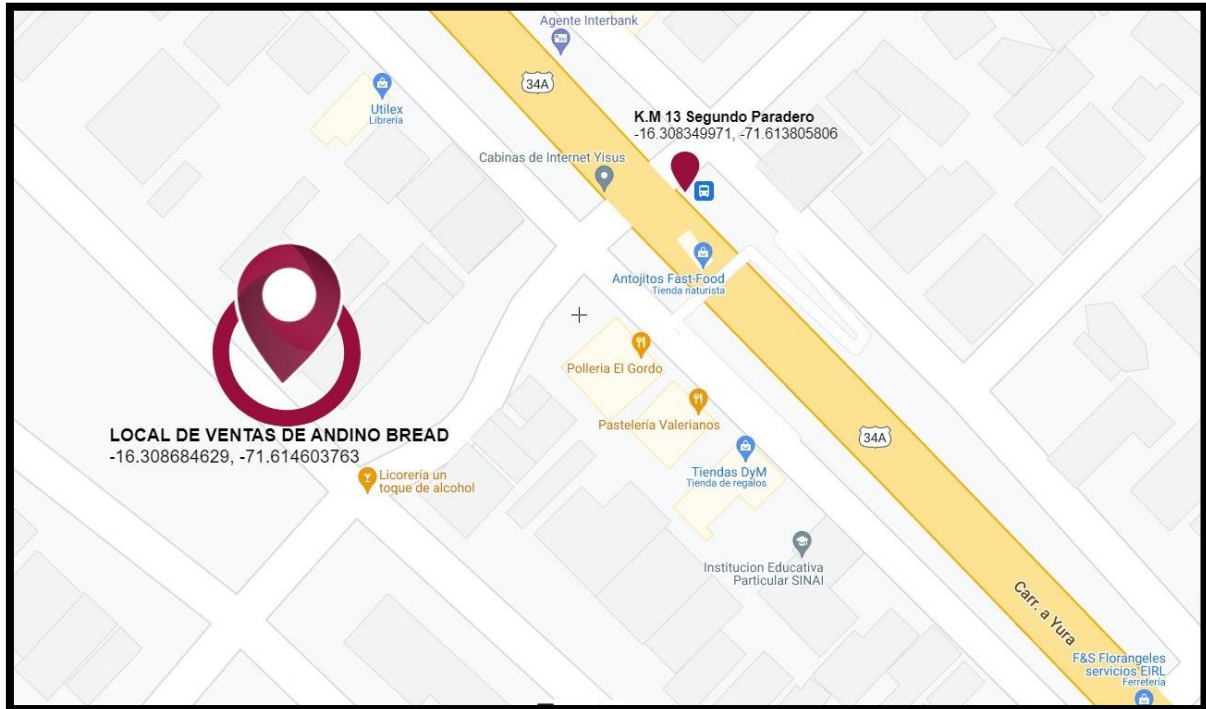 Agente Interbank
34A
Utilex
Librería
K.M 13 Segundo Paradero
-16.308349971, -71.613805806
Cabinas de Internet Yisus
Antojitos Fast-Food
Tienda naturista
Polleria El Gordo
Pastelería Valerianos
LOCAL DE VENTAS DE ANDINO BREAD
-16.308684629, -71.614603763
34A
Tiendas DyM
Tienda de regalos
Licorería un
toque de alcohol
Institucion Educativa
Particular SINAI
Carr. a Yura
F&S Florangeles
servicios EIRL
Ferretería